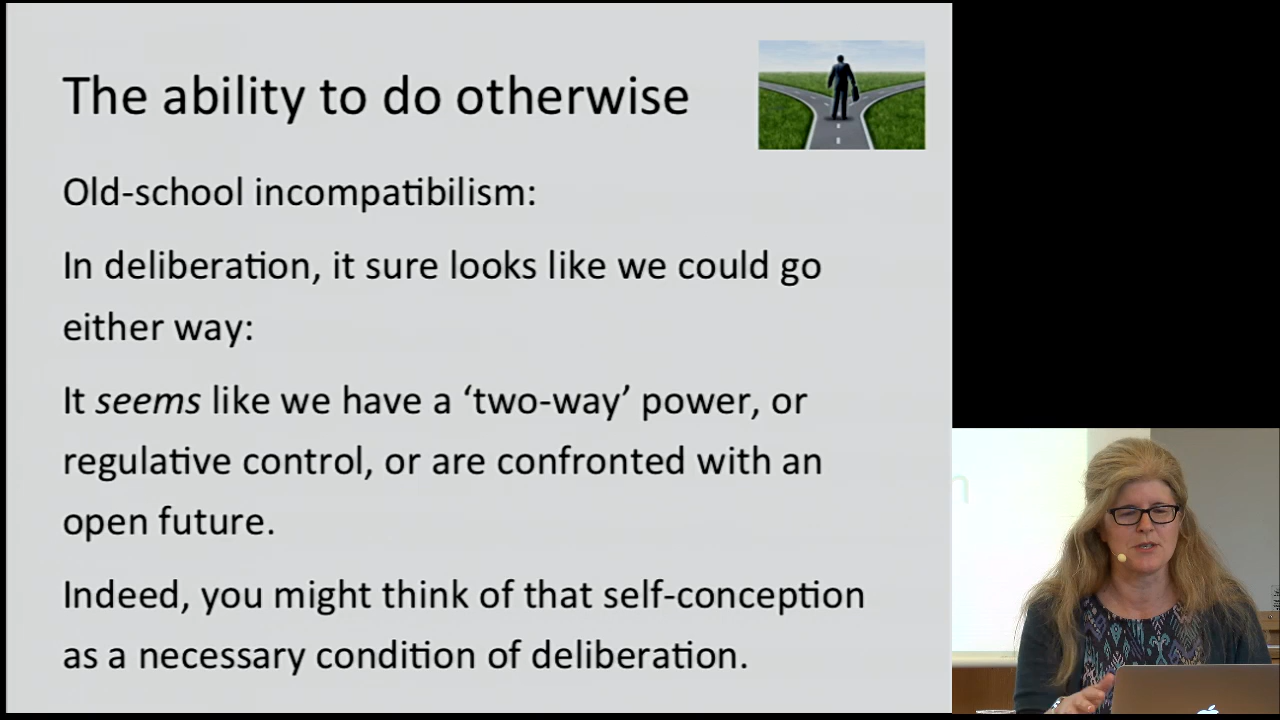 The ability to do otherwise
Old-school incompatibilism:
In deliberation, it sure looks like we could go
either way:
It seems like we have a ‘two-way’ power, or
regulative control, or are confronted with an
open future.
Indeed, you might think of that self-conception
as a necessary condition of deliberation.